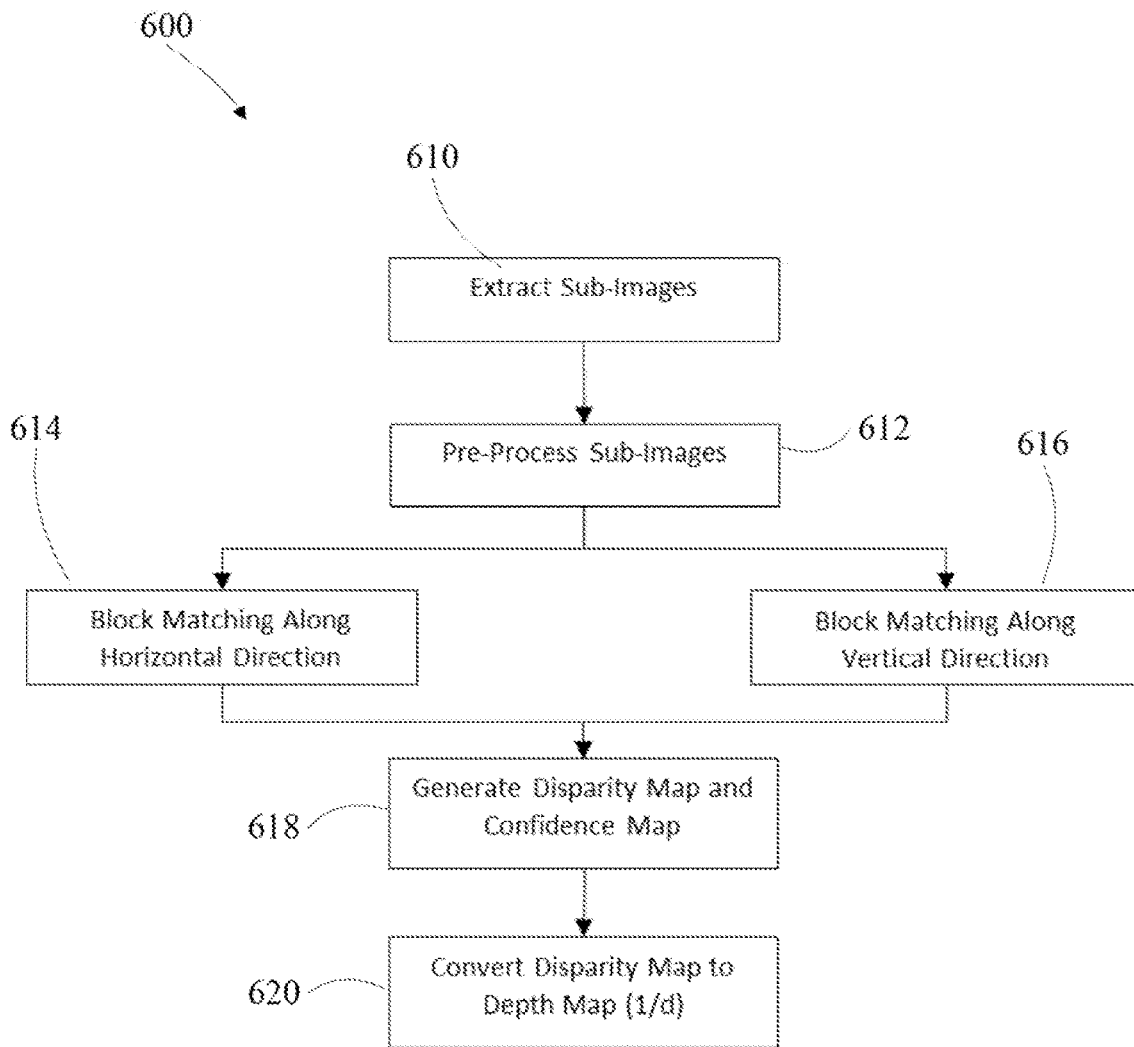 600
610
Extract Sub-Images
614
Pre-Process Sub-Images
612
616
Block Matching Along
Horizontal Direction
Block Matching Along
Vertical Direction
Generate Disparity Map and
Confidence Map
618
Convert Disparity Map to
Depth Map (1/d)
620